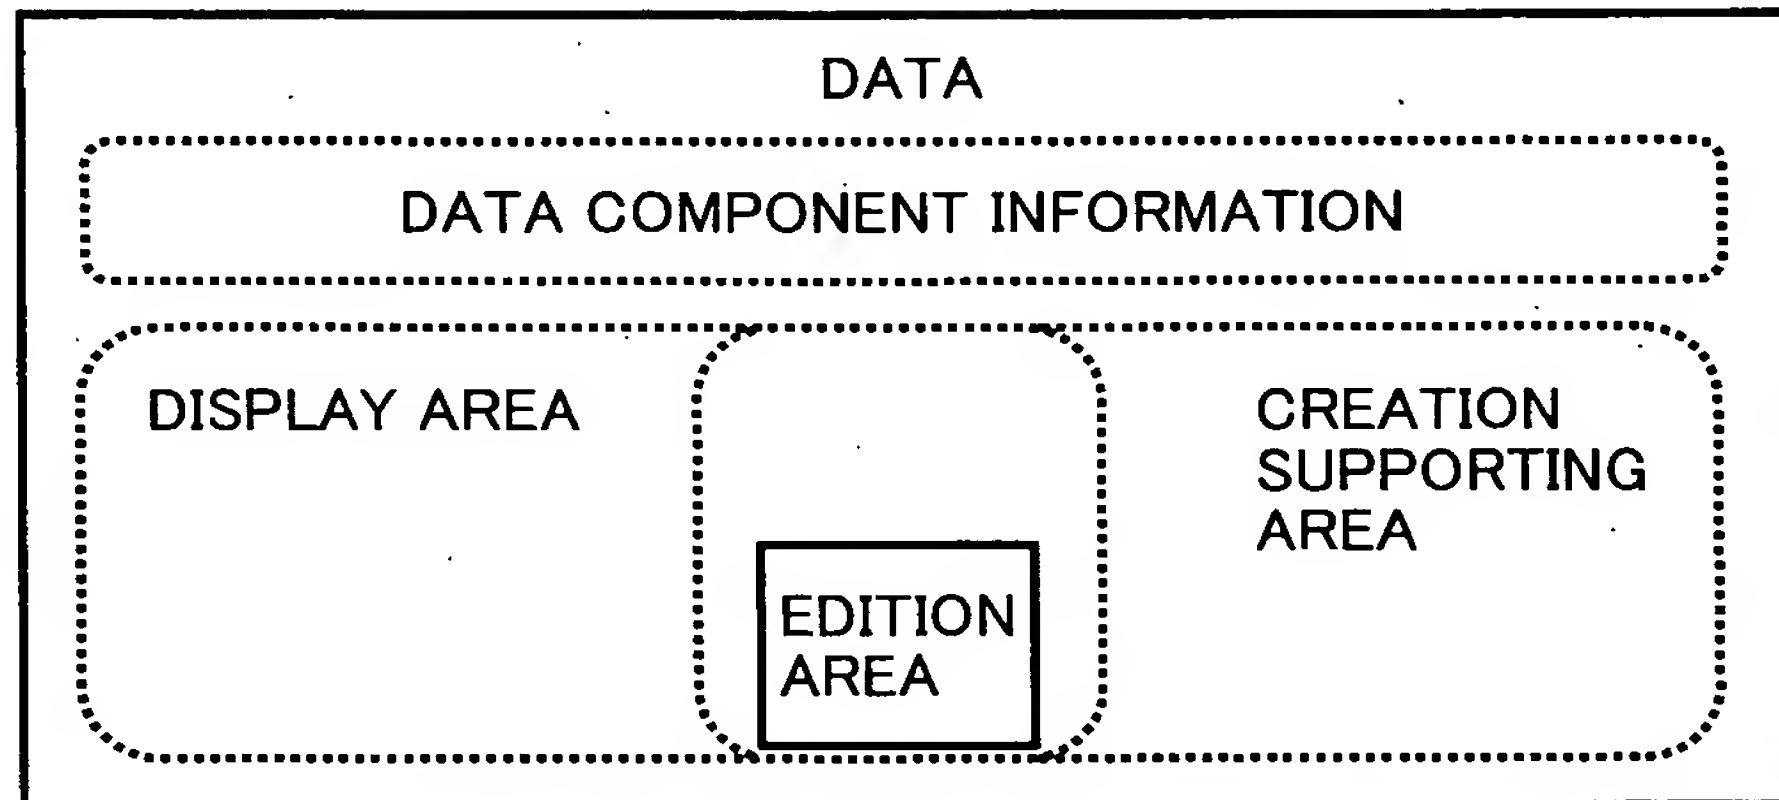 DATA
DATA COMPONENT INFORMATION
DISPLAY AREA
CREATION
SUPPORTING
AREA
EDITION
AREA